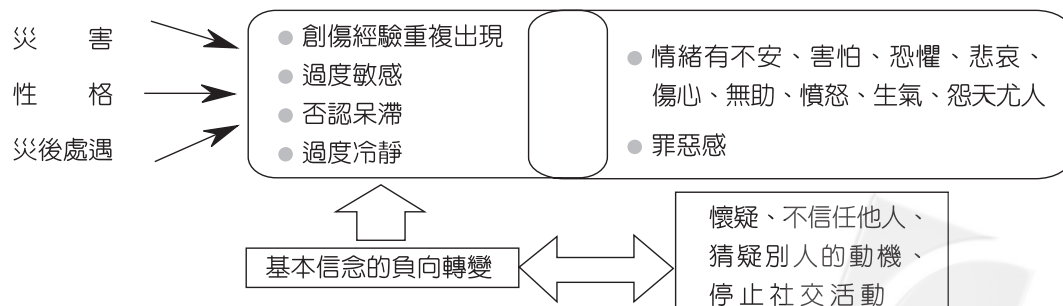 災害
性格
災後處遇
創傷經驗重複出現
過度敏感
否認呆滯
過度冷靜
情緒有不安、害怕、恐懼、悲哀、
傷心、無助、憤怒、生氣、怨天尤人
罪惡感
基本信念的負向轉變
懷疑、不信任他人、
猜疑別人的動機、
停止社交活動